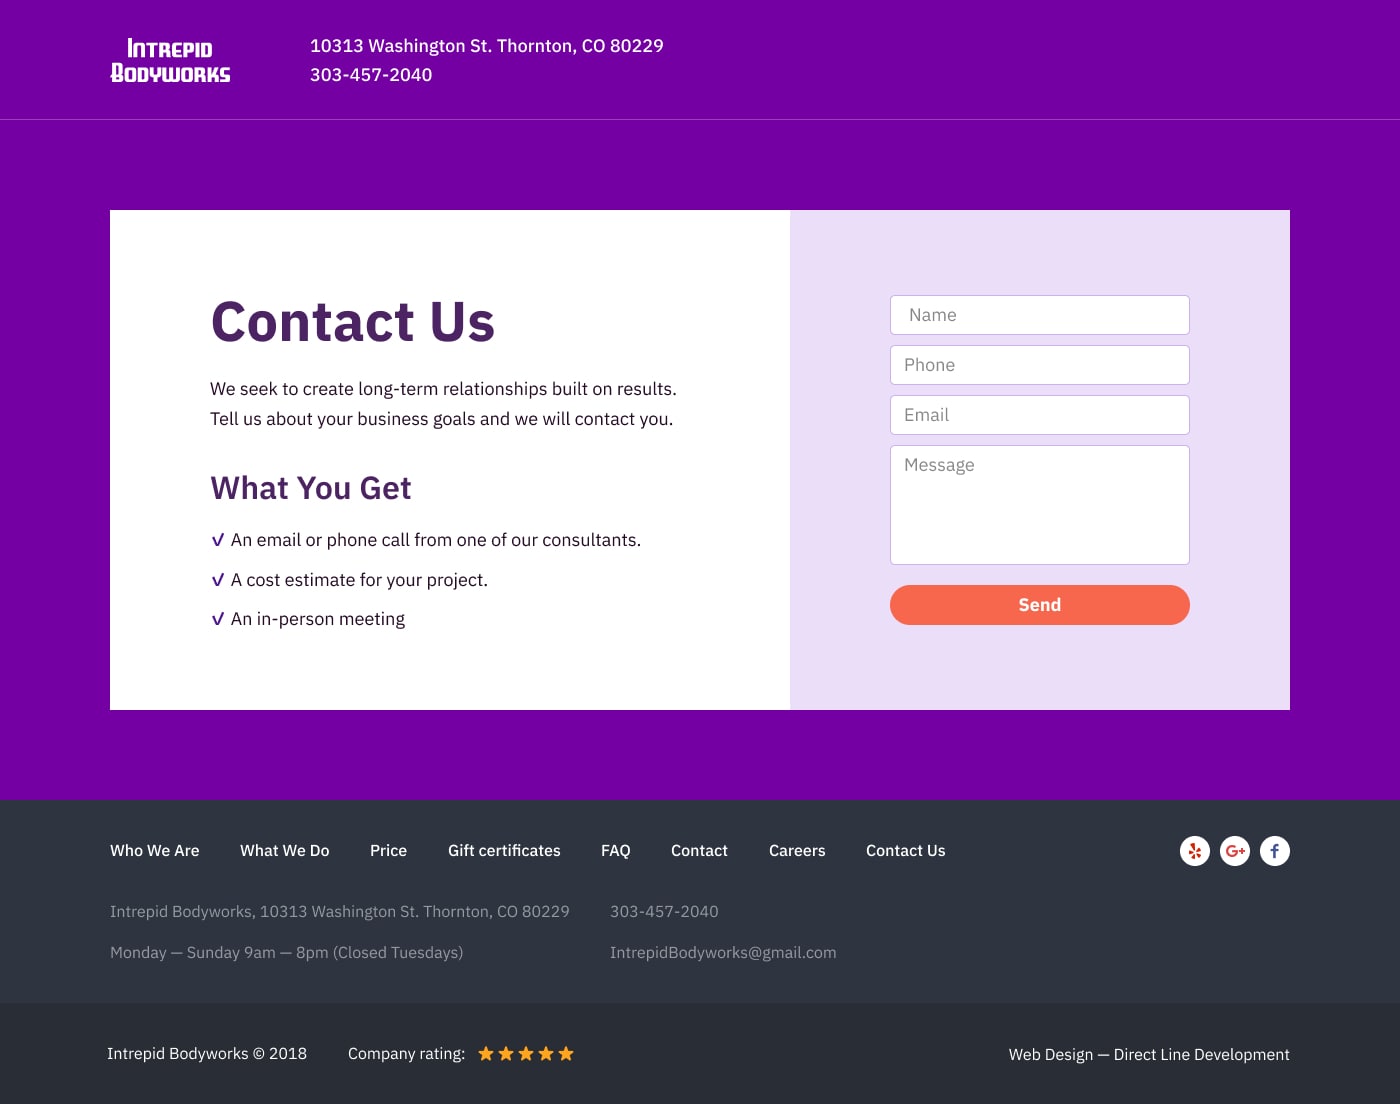 Intrepid
Bodyworks
10313 Washington St. Thornton, CO 80229
303-457-2040
Contact Us
We seek to create long-term relationships built on results.
Tell us about your business goals and we will contact you.
What You Get
✓ An email or phone call from one of our consultants.
✓ A cost estimate for your project.
✓ An in-person meeting
Name
Phone
Email
Message
Send
Who We Are What We Do Price Gift certificates FAQ Contact Careers Contact Us G+ f
Intrepid Bodyworks, 10313 Washington St. Thornton, CO 80229 303-457-2040
Monday — Sunday 9am — 8pm (Closed Tuesdays) IntrepidBodyworks@gmail.com
Intrepid Bodyworks © 2018 Company rating: ★★★★★ Web Design — Direct Line Development